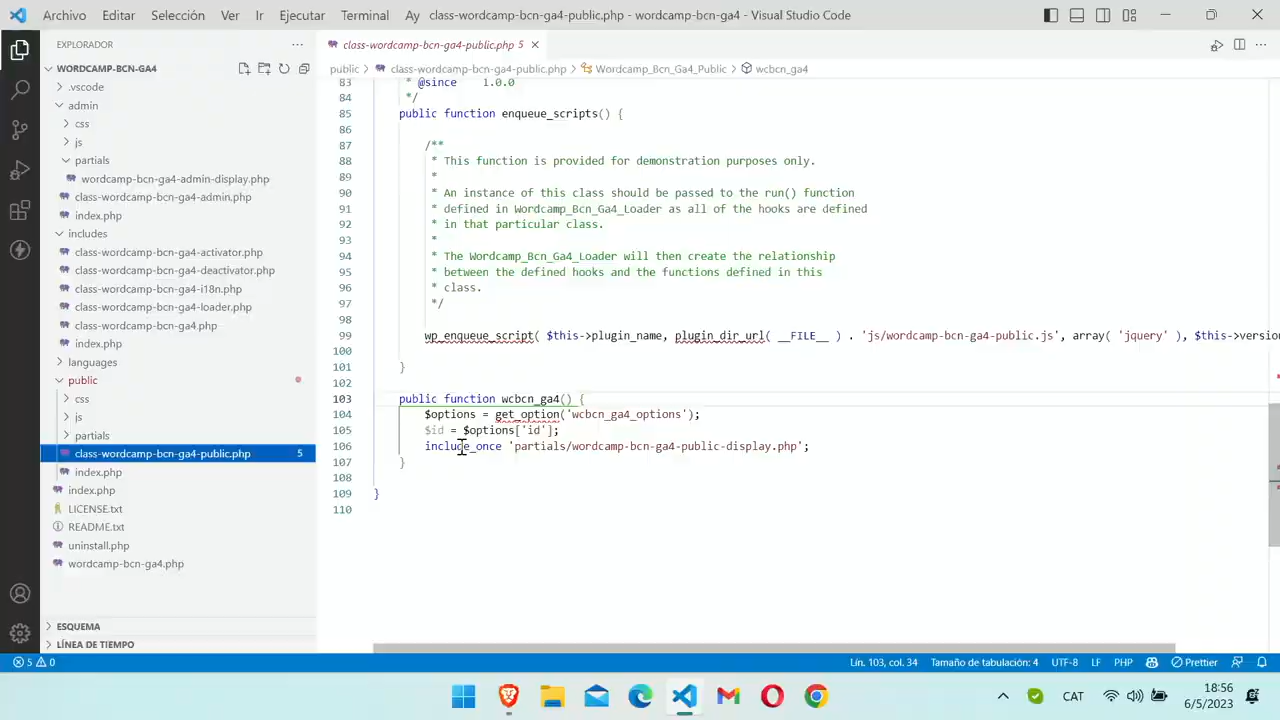 Archivo Editar Selección Ver Ir Ejecutar Terminal Ay class-wordcamp-bcn-ga4-public.php - wordcamp-bcn-ga4 - Visual Studio Code
EXPLORADOR
WORDCAMP-BCN-GA4
.vscode
admin
css
js
partials
wordcamp-bcn-ga4-admin-display.php
class-wordcamp-bcn-ga4-admin.php
index.php
includes
class-wordcamp-bcn-ga4-activator.php
class-wordcamp-bcn-ga4-deactivator.php
class-wordcamp-bcn-ga4-i18n.php
class-wordcamp-bcn-ga4-loader.php
class-wordcamp-bcn-ga4.php
index.php
languages
public
css
js
partials
class-wordcamp-bcn-ga4-public.php 5
index.php
index.php
LICENSE.txt
README.txt
uninstall.php
wordcamp-bcn-ga4.php
ESQUEMA
LÍNEA DE TIEMPO
class-wordcamp-bcn-ga4-public.php 5
public > class-wordcamp-bcn-ga4-public.php > Wordcamp_Bcn_Ga4_Public > wcbcn_ga4
83 * @since 1.0.0
84 */
85 public function enqueue_scripts() {
86
87 /**
88 * This function is provided for demonstration purposes only.
89 *
90 * An instance of this class should be passed to the run() function
91 * defined in Wordcamp_Bcn_Ga4_Loader as all of the hooks are defined
92 * in that particular class.
93 *
94 * The Wordcamp_Bcn_Ga4_Loader will then create the relationship
95 * between the defined hooks and the functions defined in this
96 * class.
97 */
98
99 wp_enqueue_script( $this->plugin_name, plugin_dir_url( __FILE__ ) . 'js/wordcamp-bcn-ga4-public.js', array( 'jquery' ), $this->versio
100
101 }
102
103 public function wcbcn_ga4() {
104 $options = get_option('wcbcn_ga4_options');
105 $id = $options['id'];
106 include_once 'partials/wordcamp-bcn-ga4-public-display.php';
107 }
108
109 }
110
5 0 Lín. 103, col. 34 Tamaño de tabulación: 4 UTF-8 LF PHP Prettier
CAT 18:56
6/5/2023